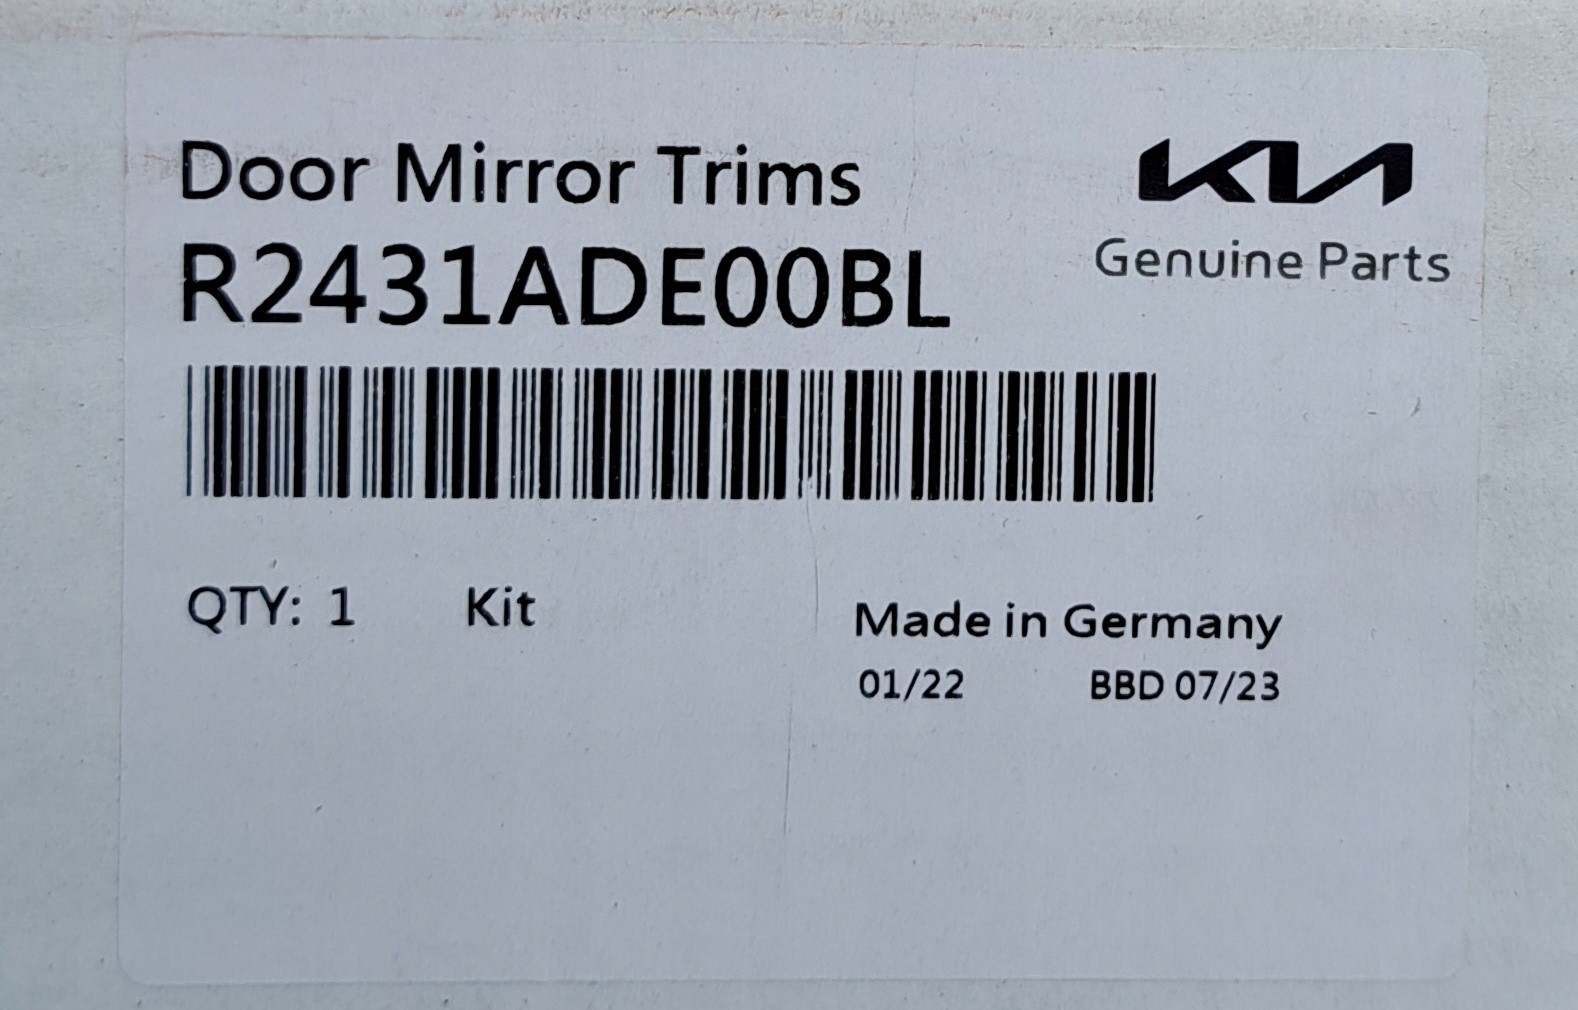 Door Mirror Trims
KIA
Genuine Parts
R2431ADE00BL
QTY: 1 Kit
Made in Germany
01/22 BBD 07/23